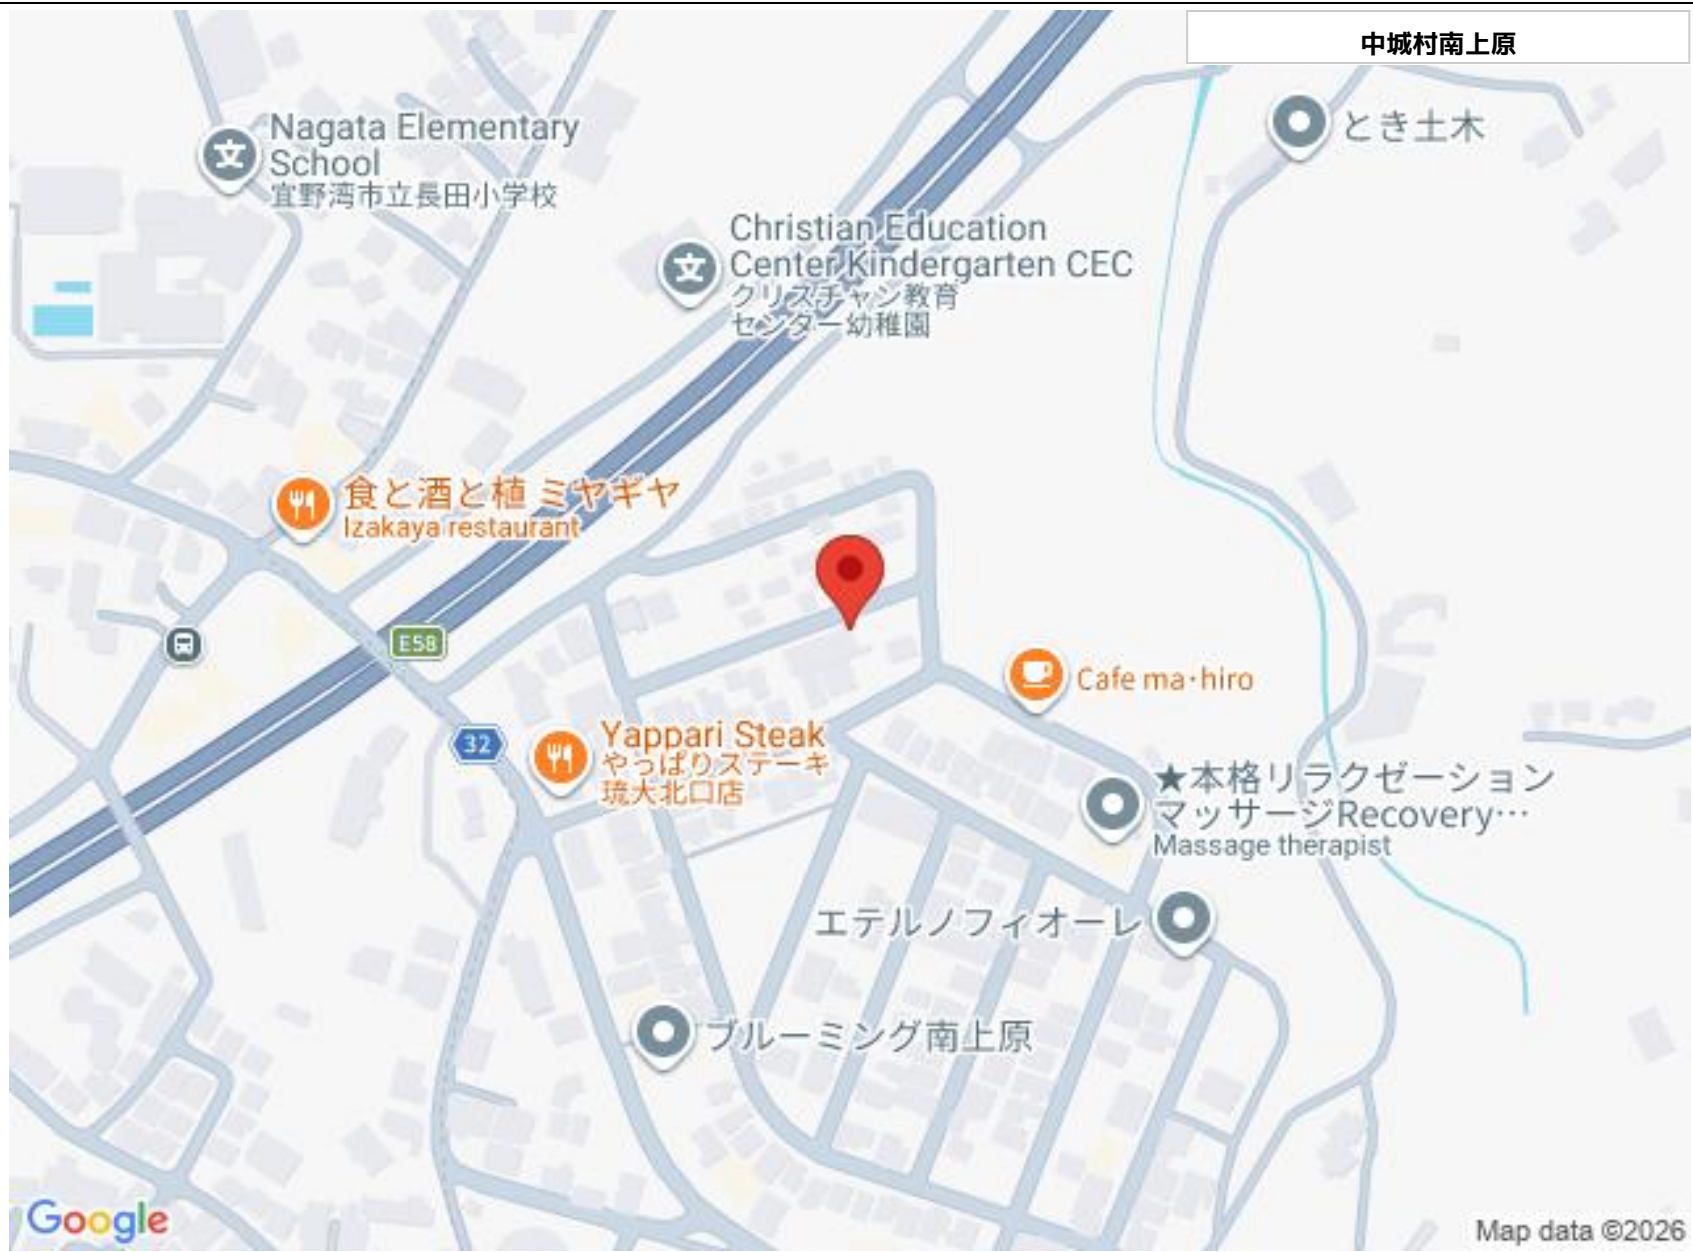 中城村南上原
とき土木
Nagata Elementary
School
宜野湾市立長田小学校
Christian Education
Center Kindergarten CEC
クリスチャン教育
センター幼稚園
食と酒と植 ミヤギヤ
Izakaya restaurant
E58
Cafe ma·hiro
32
Yappari Steak
やっぱりステーキ
琉大北口店
★本格リラクゼーション
マッサージRecovery…
Massage therapist
エテルノフィオーレ
ブルーミング南上原
Google
Map data ©2026